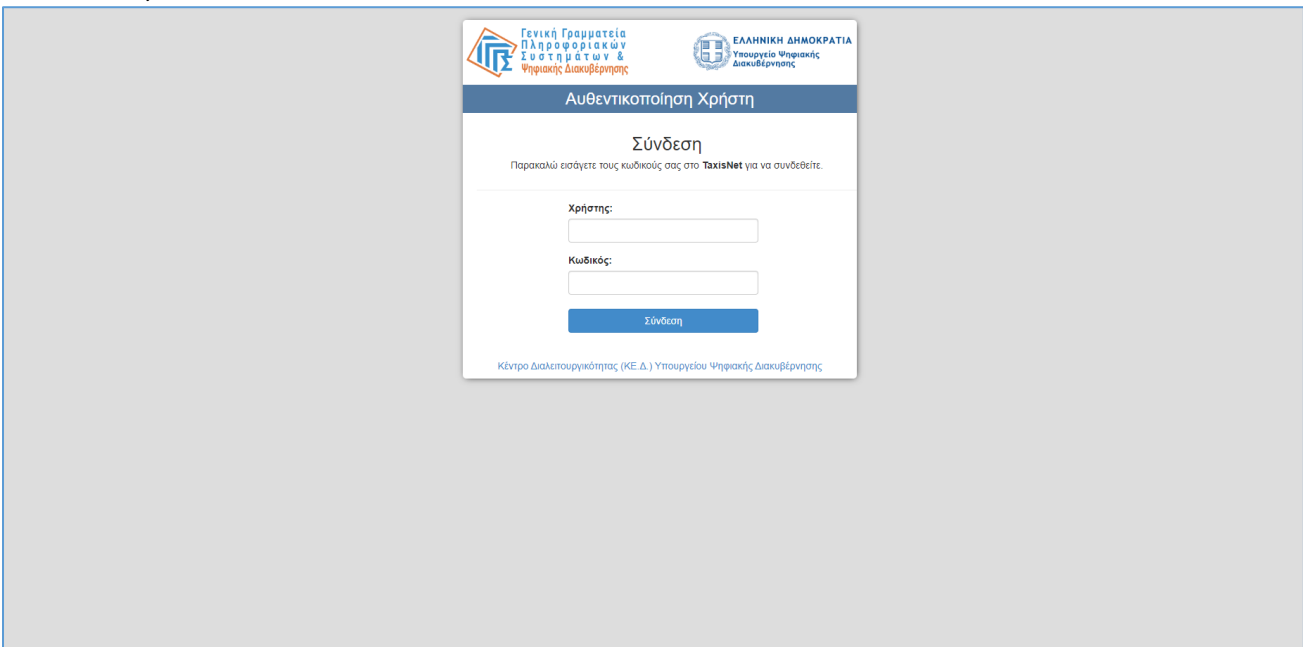 Γενική Γραμματεία
Πληροφοριακών
Συστημάτων &
Ψηφιακής Διακυβέρνησης
ΕΛΛΗΝΙΚΗ ΔΗΜΟΚΡΑΤΙΑ
Υπουργείο Ψηφιακής
Διακυβέρνησης
Αυθεντικοποίηση Χρήστη
Σύνδεση
Παρακαλώ εισάγετε τους κωδικούς σας στο TaxisNet για να συνδεθείτε.
Χρήστης:
Κωδικός:
Σύνδεση
Κέντρο Διαλειτουργικότητας (ΚΕ.Δ.) Υπουργείου Ψηφιακής Διακυβέρνησης